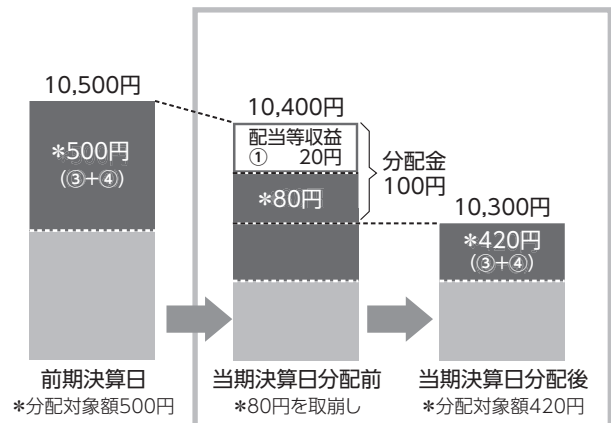 10,500円
*500円
(③+④)
前期決算日
*分配対象額500円
10,400円
配当等収益
① 20円
*80円
分配金
100円
当期決算日分配前
*80円を取崩し
10,300円
*420円
(③+④)
当期決算日分配後
*分配対象額420円